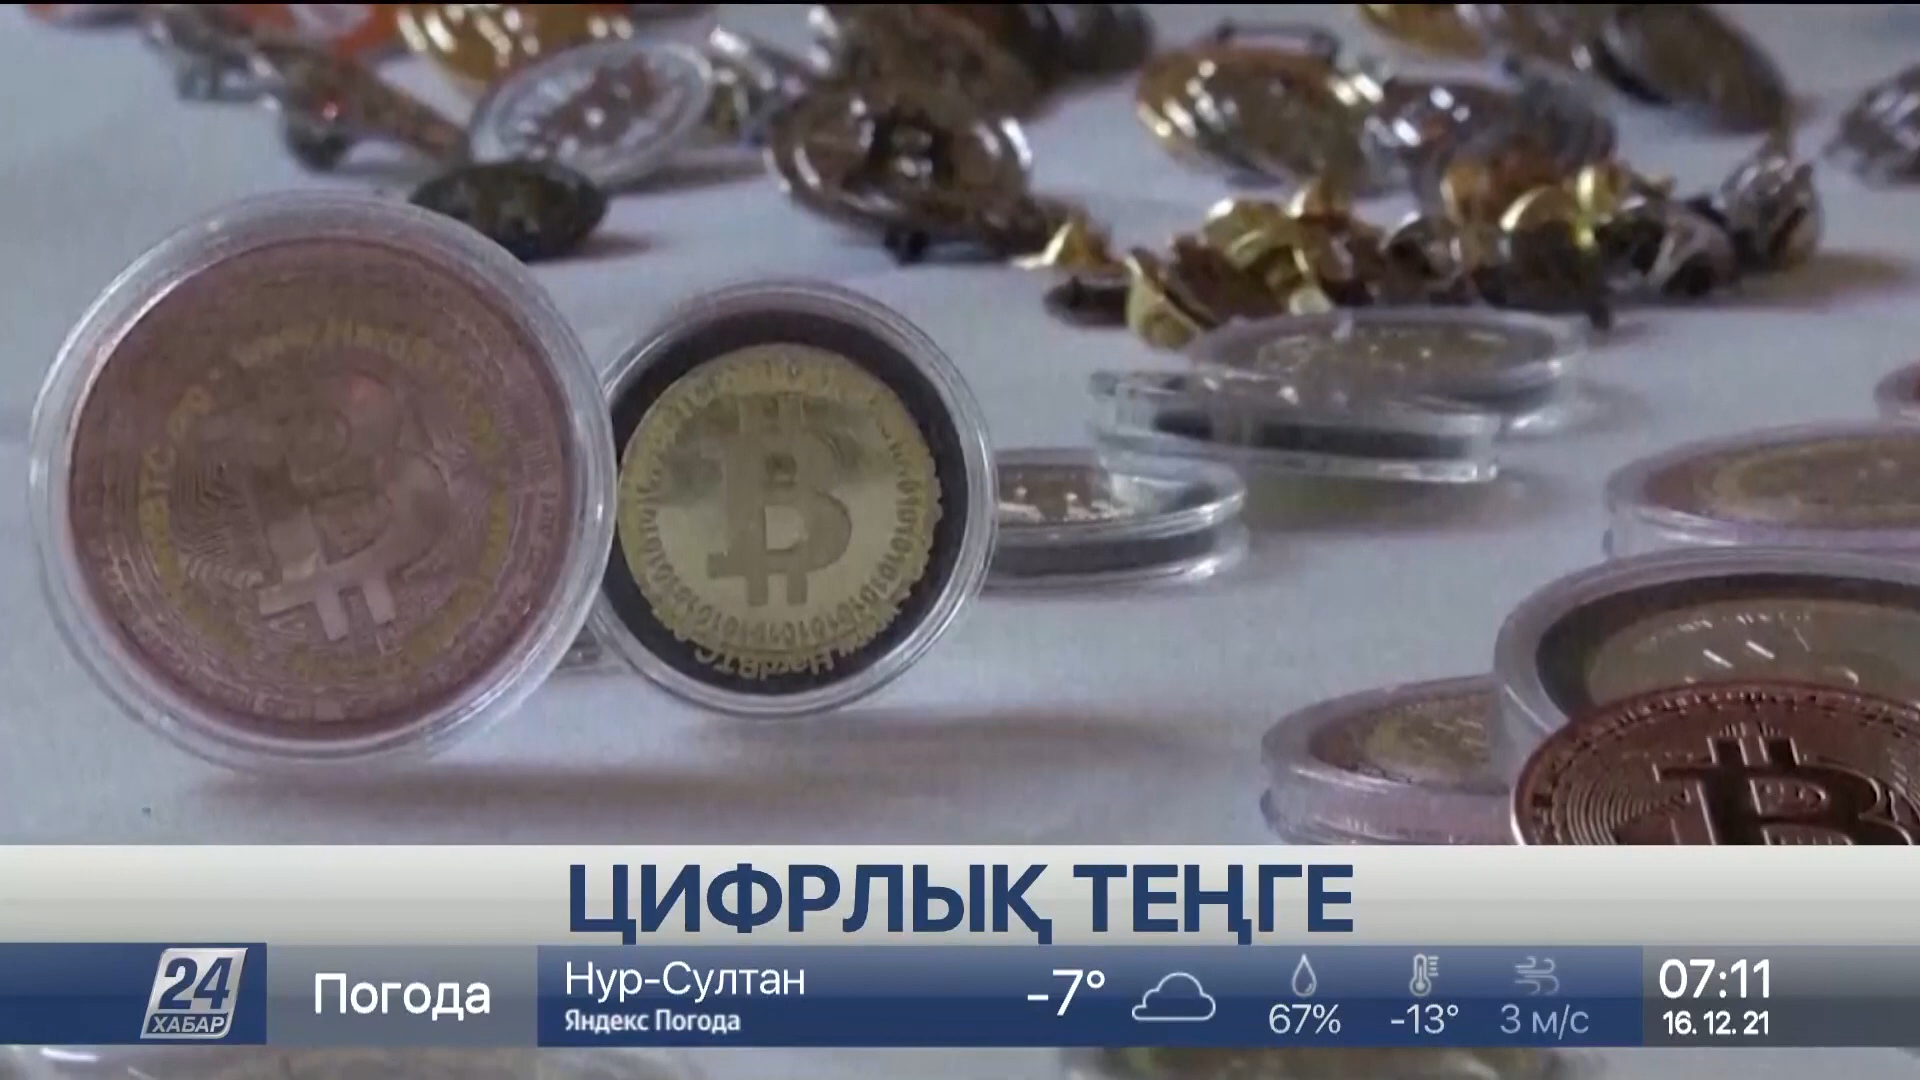 ЦИФРЛЫҚ ТЕҢГЕ
24
ХАБАР
Погода
Нур-Султан
Яндекс Погода
-7°
67%
-13°
3 м/с
07:11
16. 12. 21